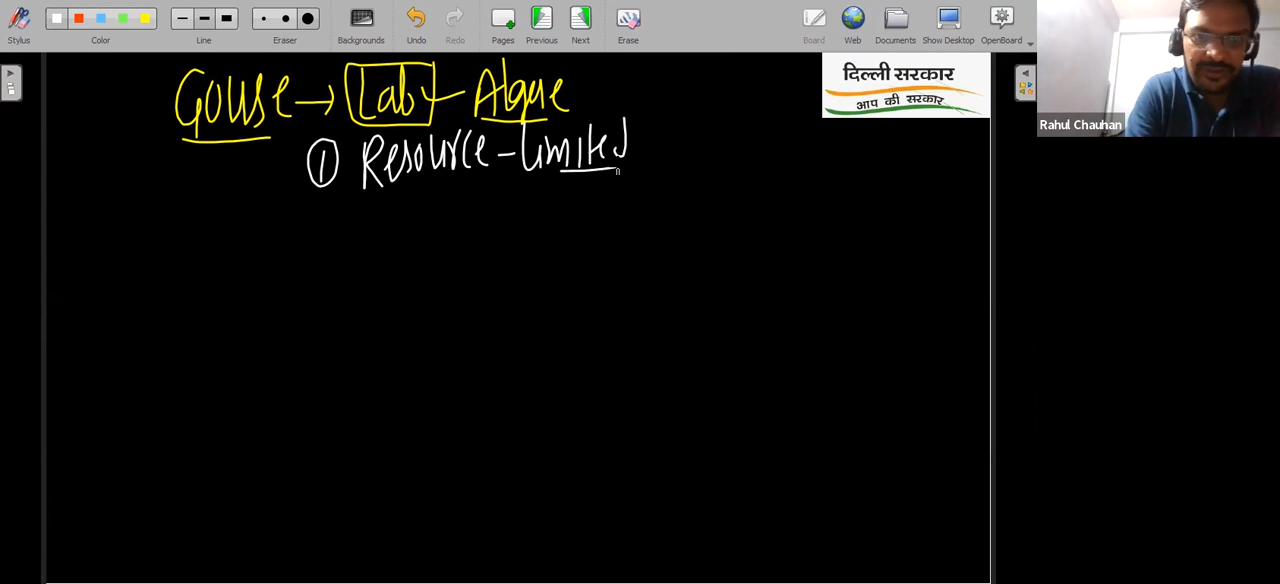 Stylus Color Line Eraser Backgrounds Undo Redo Pages Previous Next Erase Board Web Documents Show Desktop OpenBoard
Gouse → Lab - Algae
दिल्ली सरकार
आप की सरकार
Rahul Chauhan
① Resource - limited